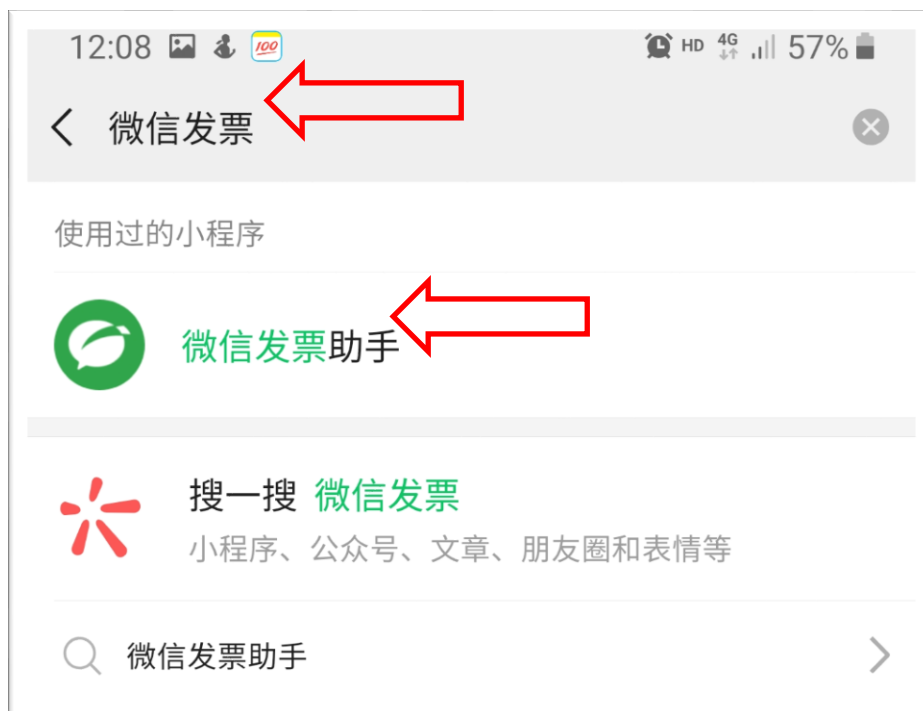 12:08 100 HD 4G 57%
微信发票
使用过的小程序
微信发票助手
搜一搜 微信发票
小程序、公众号、文章、朋友圈和表情等
微信发票助手